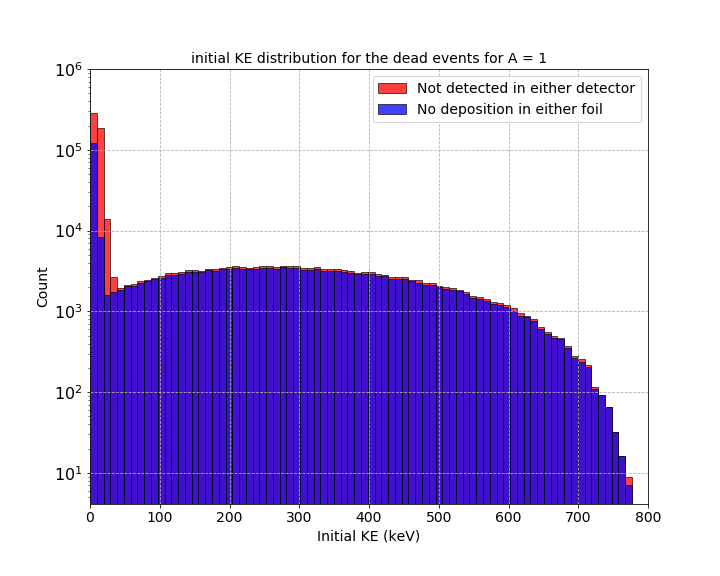 initial KE distribution for the dead events for A = 1
Not detected in either detector
No deposition in either foil
Count
10^6
10^5
10^4
10^3
10^2
10^1
0 100 200 300 400 500 600 700 800
Initial KE (keV)